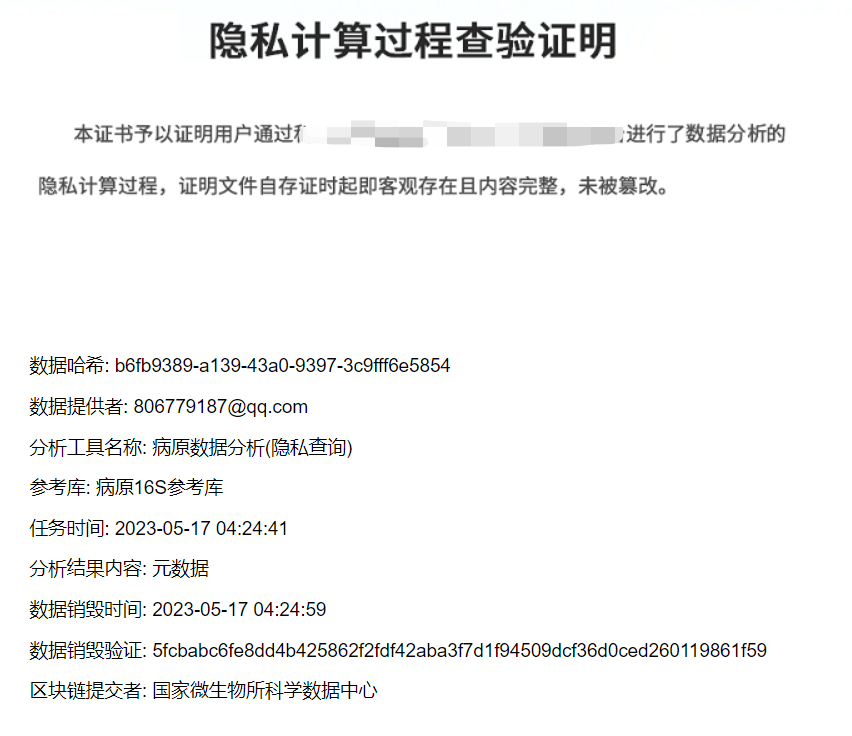 隐私计算过程查验证明
本证书予以证明用户通过 进行了数据分析的
隐私计算过程，证明文件自存证时起即客观存在且内容完整，未被篡改。
数据哈希: b6fb9389-a139-43a0-9397-3c9fff6e5854
数据提供者: 806779187@qq.com
分析工具名称: 病原数据分析(隐私查询)
参考库: 病原16S参考库
任务时间: 2023-05-17 04:24:41
分析结果内容: 元数据
数据销毁时间: 2023-05-17 04:24:59
数据销毁验证: 5fcbabc6fe8dd4b425862f2fdf42aba3f7d1f94509dcf36d0ced260119861f59
区块链提交者: 国家微生物所科学数据中心